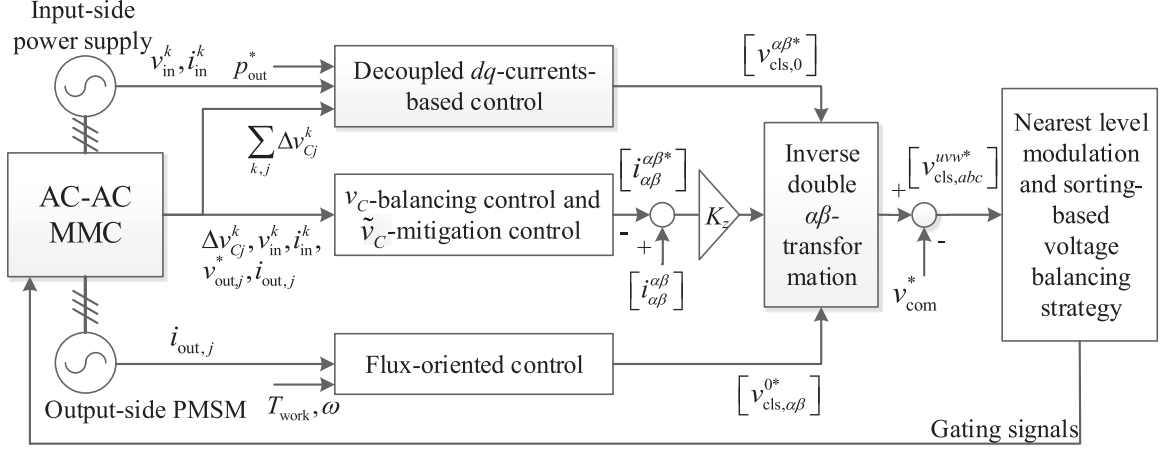 Input-side
power supply
v_in^k, i_in^k
p_out^*
Decoupled dq-currents-
based control
[v_cls,0^αβ*]
∑_k,j Δv_Cj^k
AC-AC
MMC
v_C-balancing control and
ṽ_C-mitigation control
Δv_Cj^k, v_in^k, i_in^k,
v_out,j^*, i_out,j
[i_αβ^αβ*]
-
+
[i_αβ^αβ]
K_z
Inverse
double
αβ-
transfor
mation
+
-
[v_cls,abc^uvw*]
v_com^*
Nearest level
modulation
and sorting-
based
voltage
balancing
strategy
i_out,j
Flux-oriented control
T_work, ω
[v_cls,αβ^0*]
Output-side PMSM
Gating signals